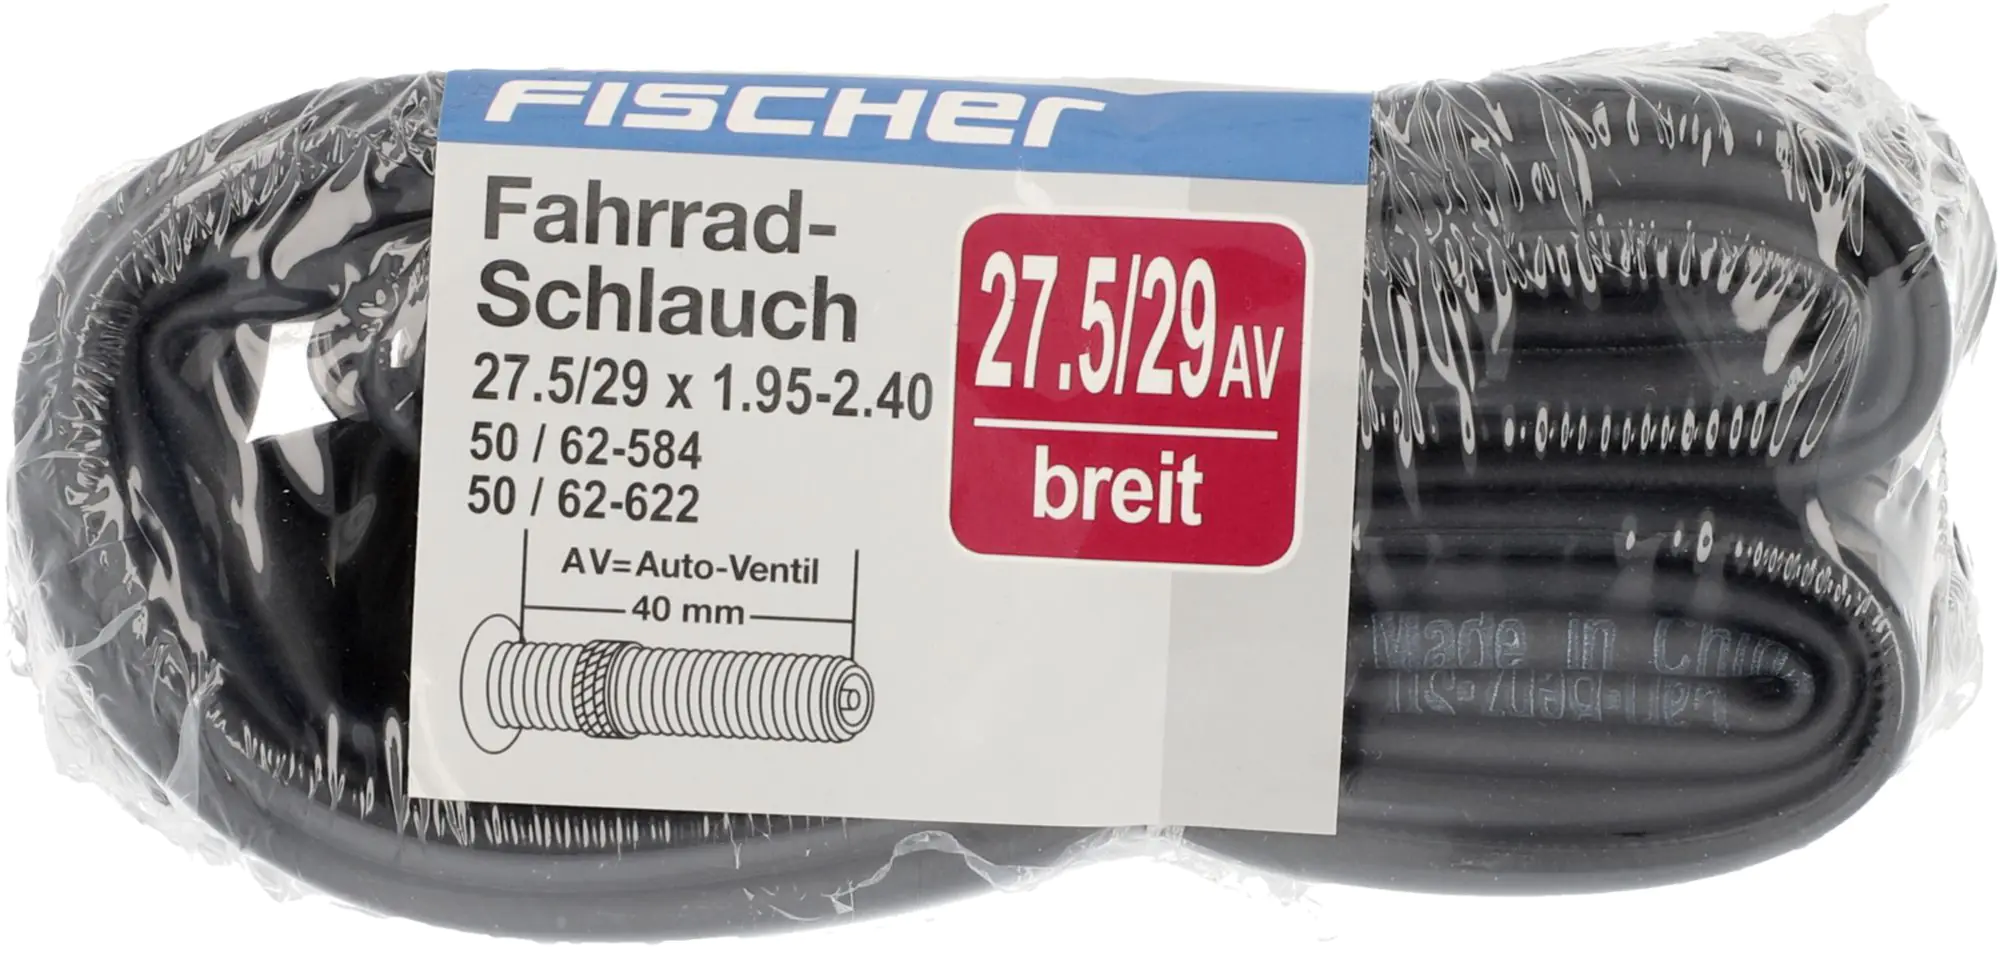 FISCHER
Fahrrad-
Schlauch
27.5/29 x 1.95-2.40
50 / 62-584
50 / 62-622
AV=Auto-Ventil
40 mm
27.5/29 AV
breit
Made in Chin